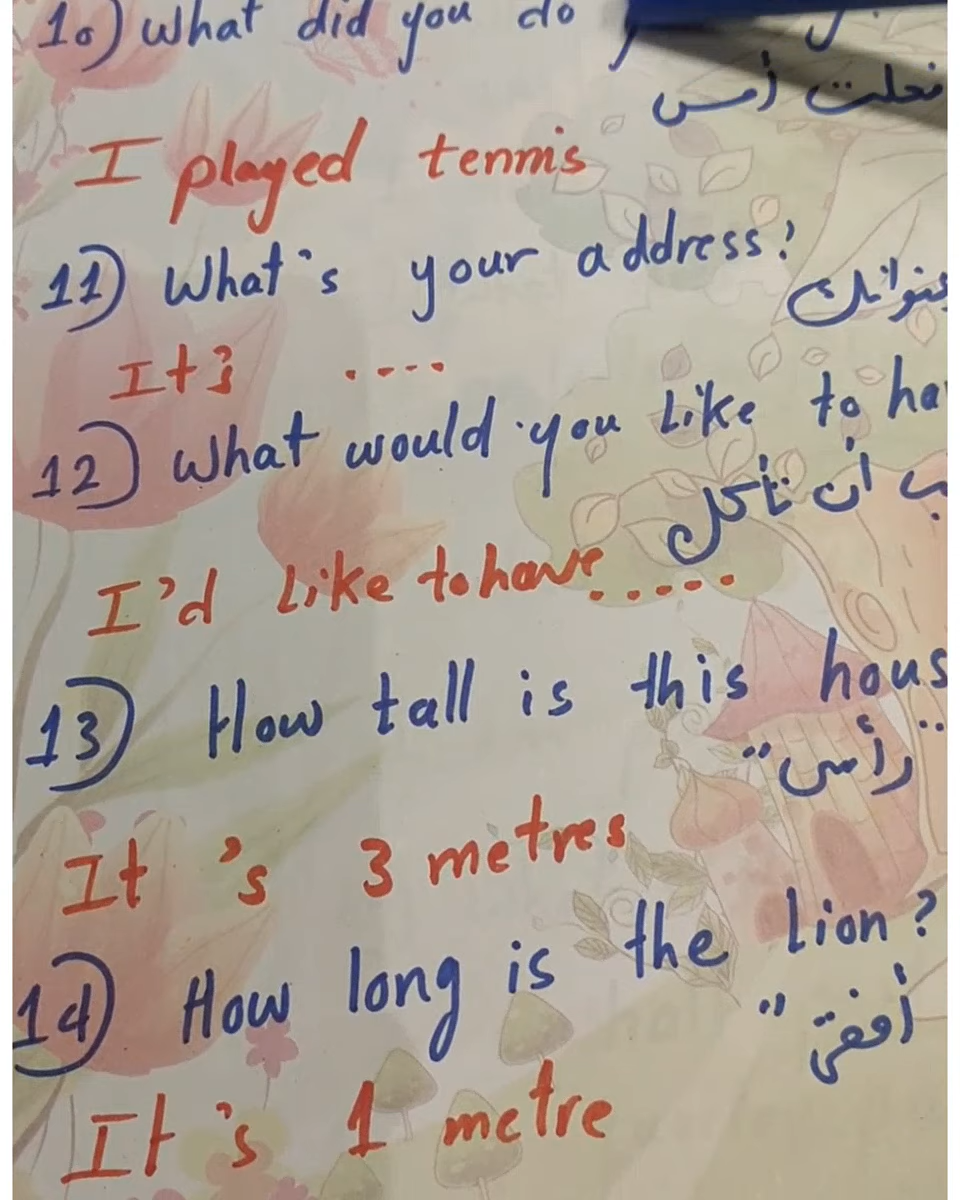 10) What did you do
فعلت أمس
I played tennis
11) What's your address?
عنوانك
It's ....
12) What would you Like to ha
ب أن تأكل
I'd Like to have .....
13) How tall is this hous
"رأسى"
It's 3 metres
14) How long is the Lion?
أفقى "
It's 1 metre